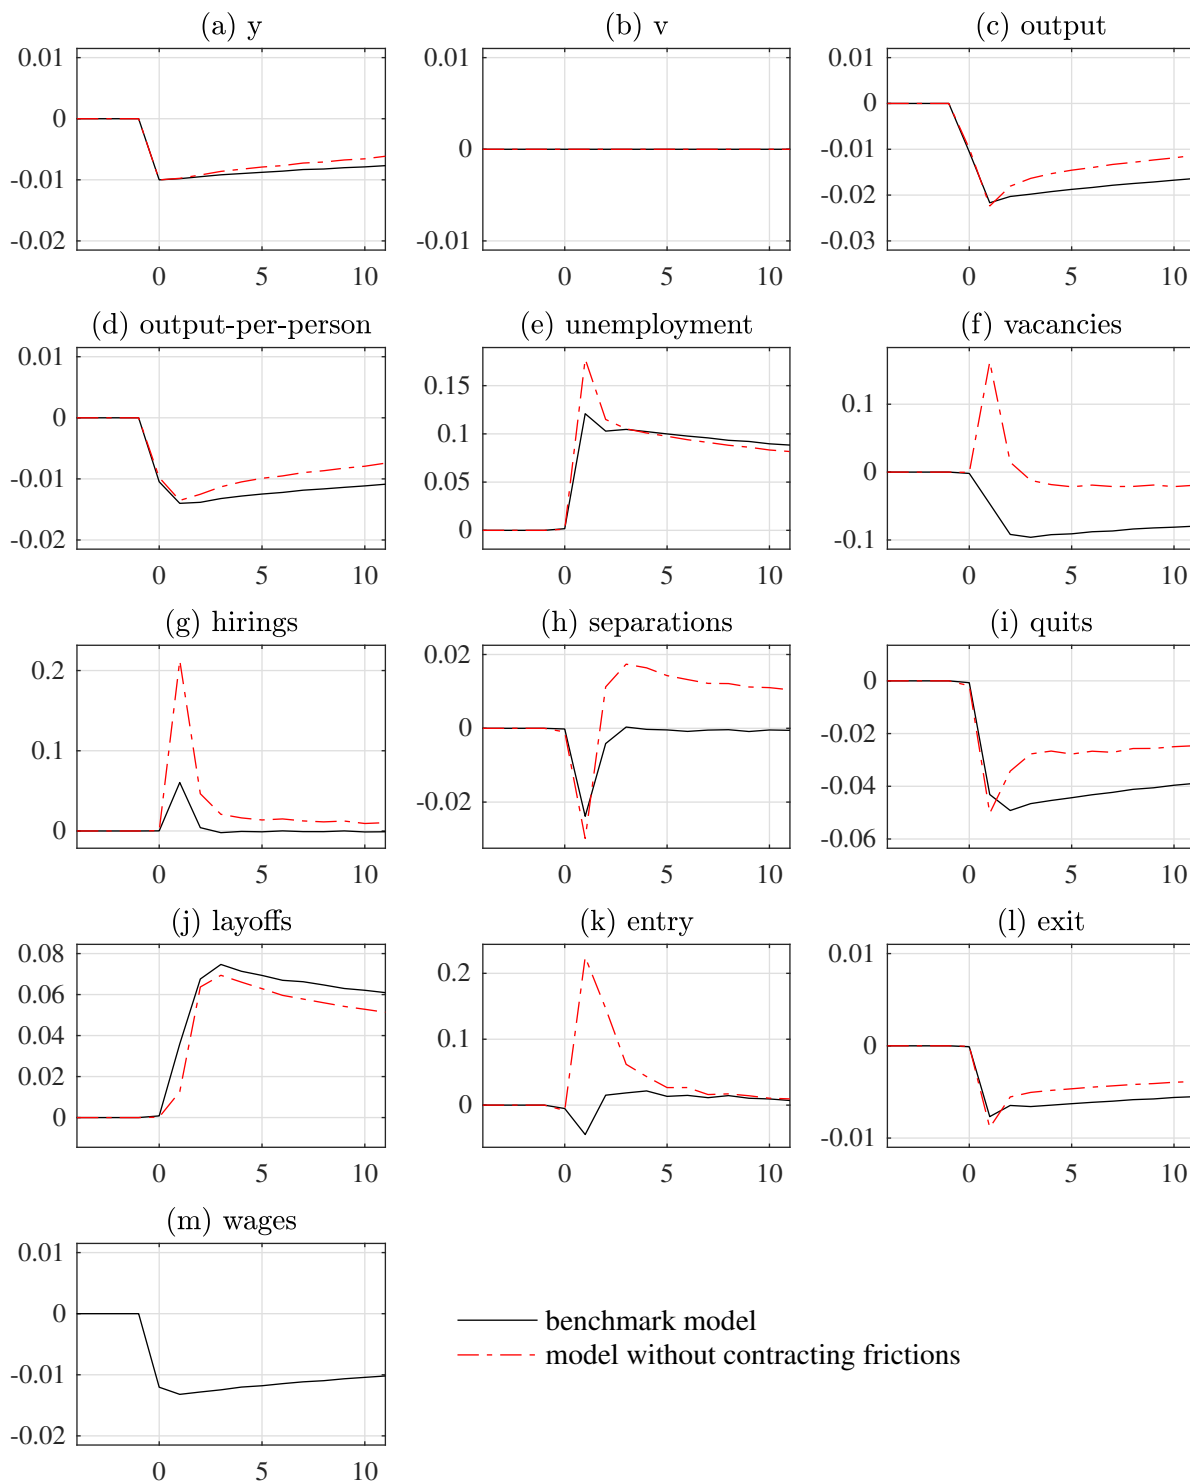 (a) y
(b) v
(c) output
0.01
0
-0.01
-0.02
0 5 10
0.01
0
-0.01
0 5 10
0.01
0
-0.01
-0.02
-0.03
0 5 10
(d) output-per-person
(e) unemployment
(f) vacancies
0.01
0
-0.01
-0.02
0 5 10
0.15
0.1
0.05
0
0 5 10
0.1
0
-0.1
0 5 10
(g) hirings
(h) separations
(i) quits
0.2
0.1
0
0 5 10
0.02
0
-0.02
0 5 10
0
-0.02
-0.04
-0.06
0 5 10
(j) layoffs
(k) entry
(l) exit
0.08
0.06
0.04
0.02
0
0 5 10
0.2
0.1
0
0 5 10
0.01
0
-0.01
0 5 10
(m) wages
0.01
0
-0.01
-0.02
0 5 10
benchmark model
model without contracting frictions